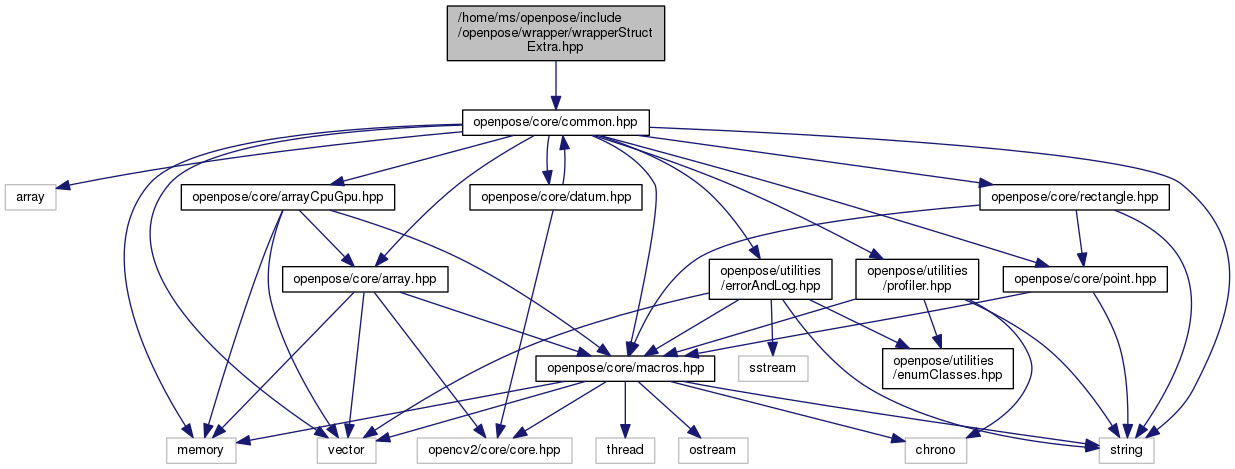 /home/ms/openpose/include
/openpose/wrapper/wrapperStruct
Extra.hpp
openpose/core/common.hpp
array
openpose/core/arrayCpuGpu.hpp
openpose/core/datum.hpp
openpose/core/rectangle.hpp
openpose/core/array.hpp
openpose/utilities
/errorAndLog.hpp
openpose/utilities
/profiler.hpp
openpose/core/point.hpp
openpose/core/macros.hpp
sstream
openpose/utilities
/enumClasses.hpp
memory
vector
opencv2/core/core.hpp
thread
ostream
chrono
string